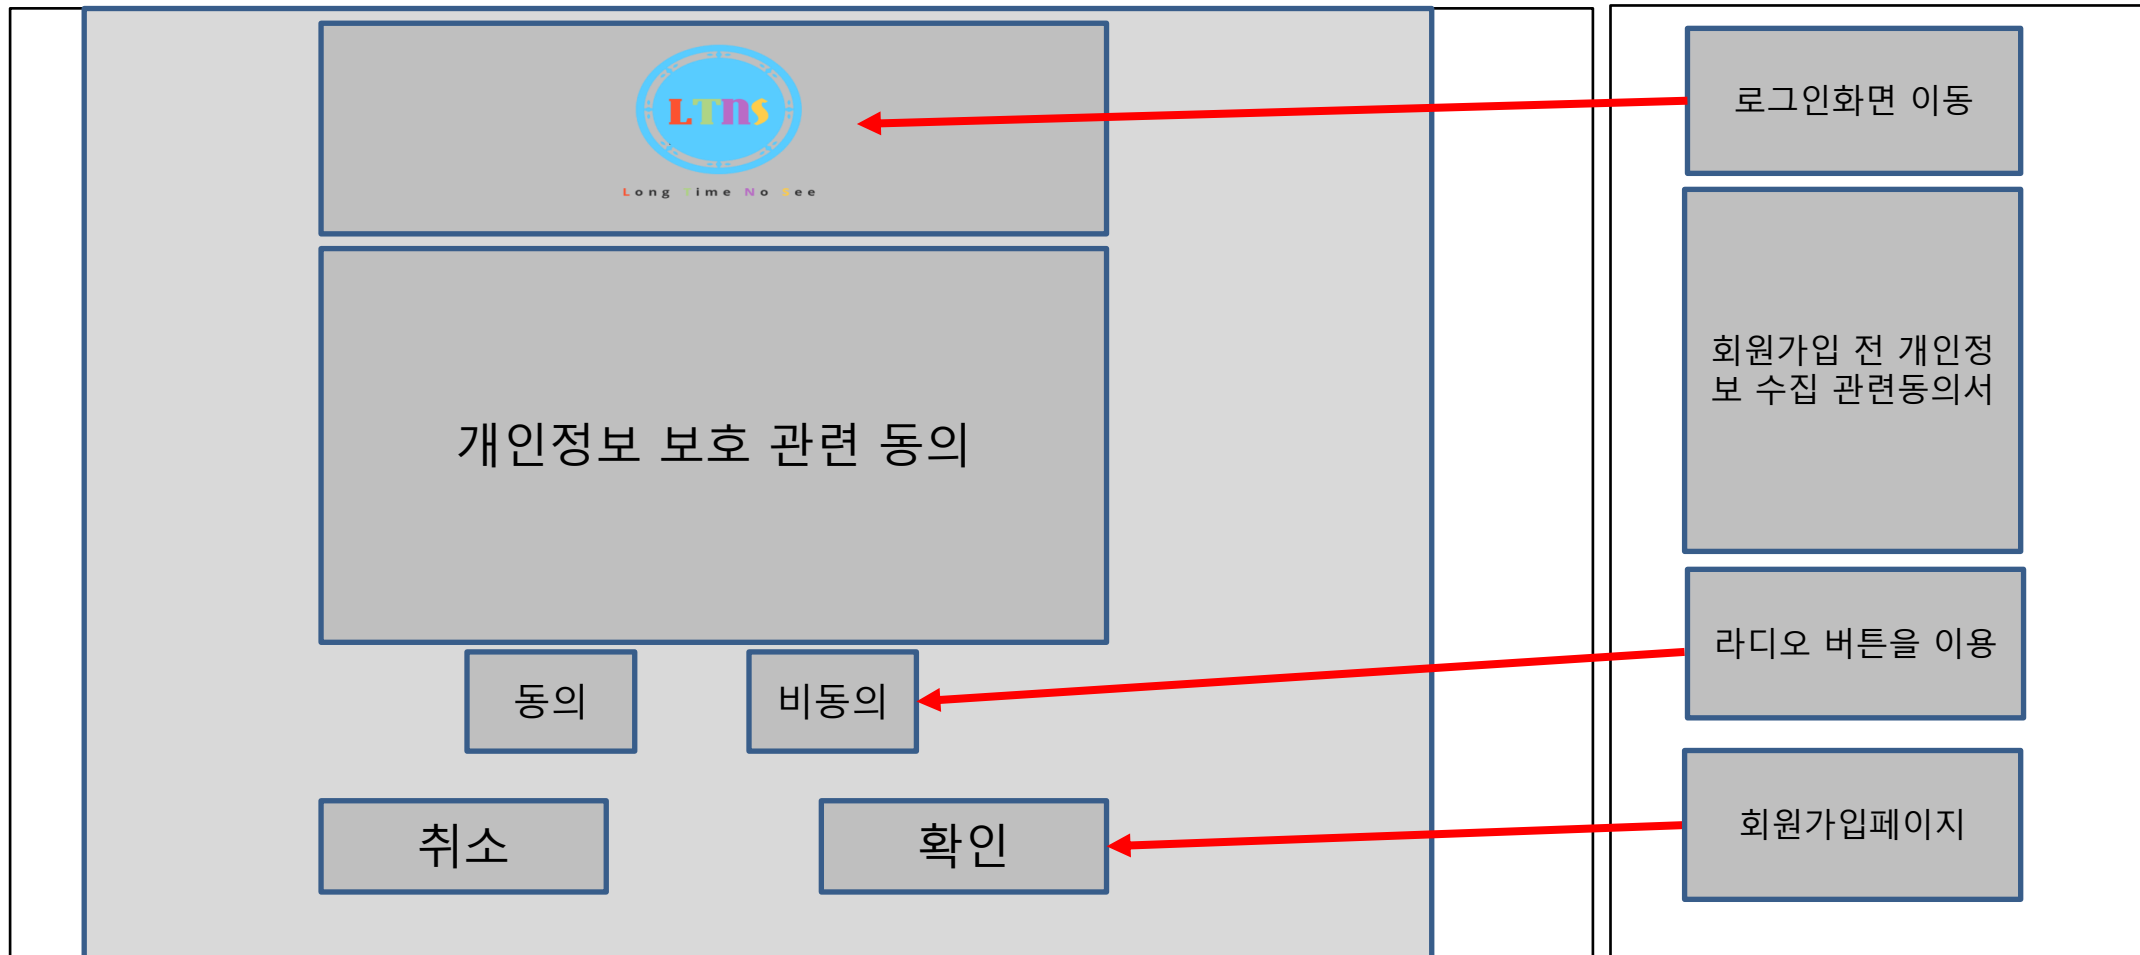 LTNS
Long Time No See
개인정보 보호 관련 동의
동의
비동의
취소
확인
로그인화면 이동
회원가입 전 개인정
보 수집 관련동의서
라디오 버튼을 이용
회원가입페이지